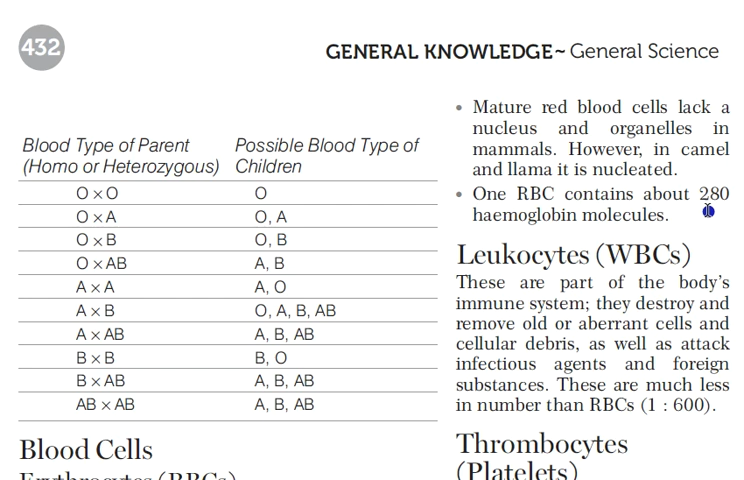 432
GENERAL KNOWLEDGE~ General Science
Blood Type of Parent Possible Blood Type of
(Homo or Heterozygous) Children
O × O O
O × A O, A
O × B O, B
O × AB A, B
A × A A, O
A × B O, A, B, AB
A × AB A, B, AB
B × B B, O
B × AB A, B, AB
AB × AB A, B, AB
Blood Cells
Erythrocytes (RBCs)
• Mature red blood cells lack a
nucleus and organelles in
mammals. However, in camel
and llama it is nucleated.
• One RBC contains about 280
haemoglobin molecules.
Leukocytes (WBCs)
These are part of the body's
immune system; they destroy and
remove old or aberrant cells and
cellular debris, as well as attack
infectious agents and foreign
substances. These are much less
in number than RBCs (1 : 600).
Thrombocytes
(Platelets)